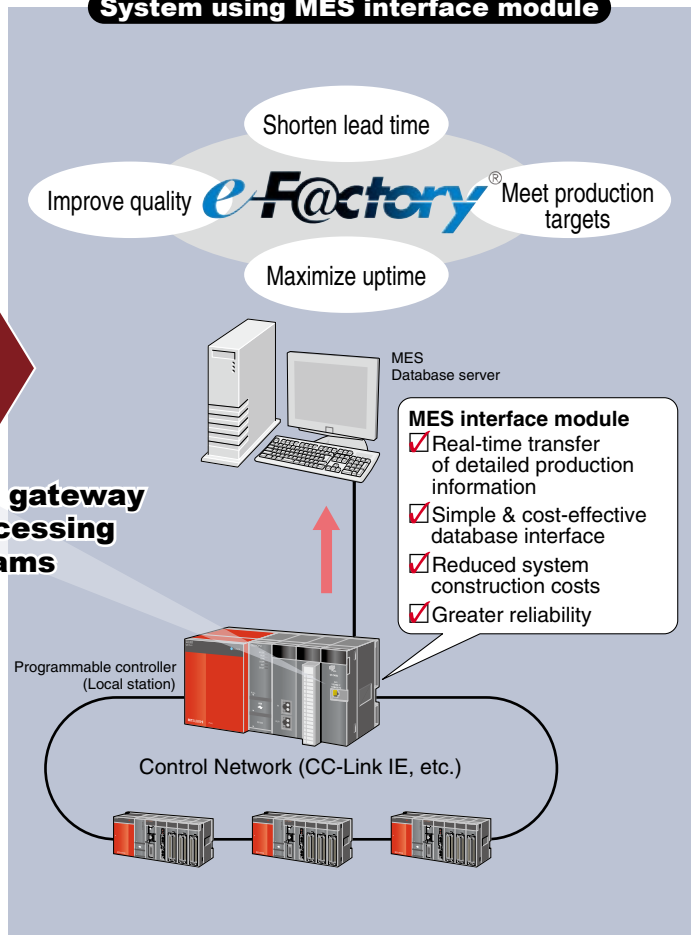 System using MES interface module
Shorten lead time
Improve quality
e-F@ctory®
Meet production
targets
Maximize uptime
MES
Database server
MES interface module
Real-time transfer
of detailed production
information
Simple & cost-effective
database interface
Reduced system
construction costs
Greater reliability
gateway
cessing
ams
Programmable controller
(Local station)
Control Network (CC-Link IE, etc.)